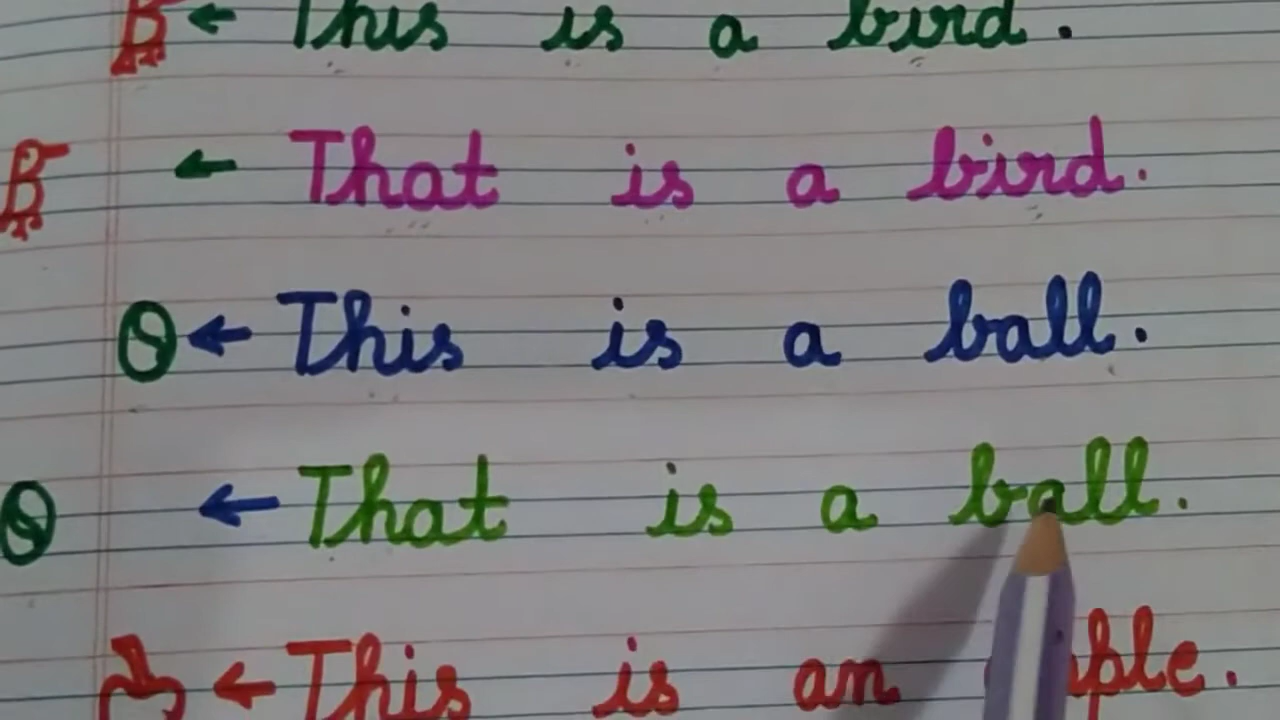 This is a bird.
That is a bird.
This is a ball.
That is a ball.
This is an